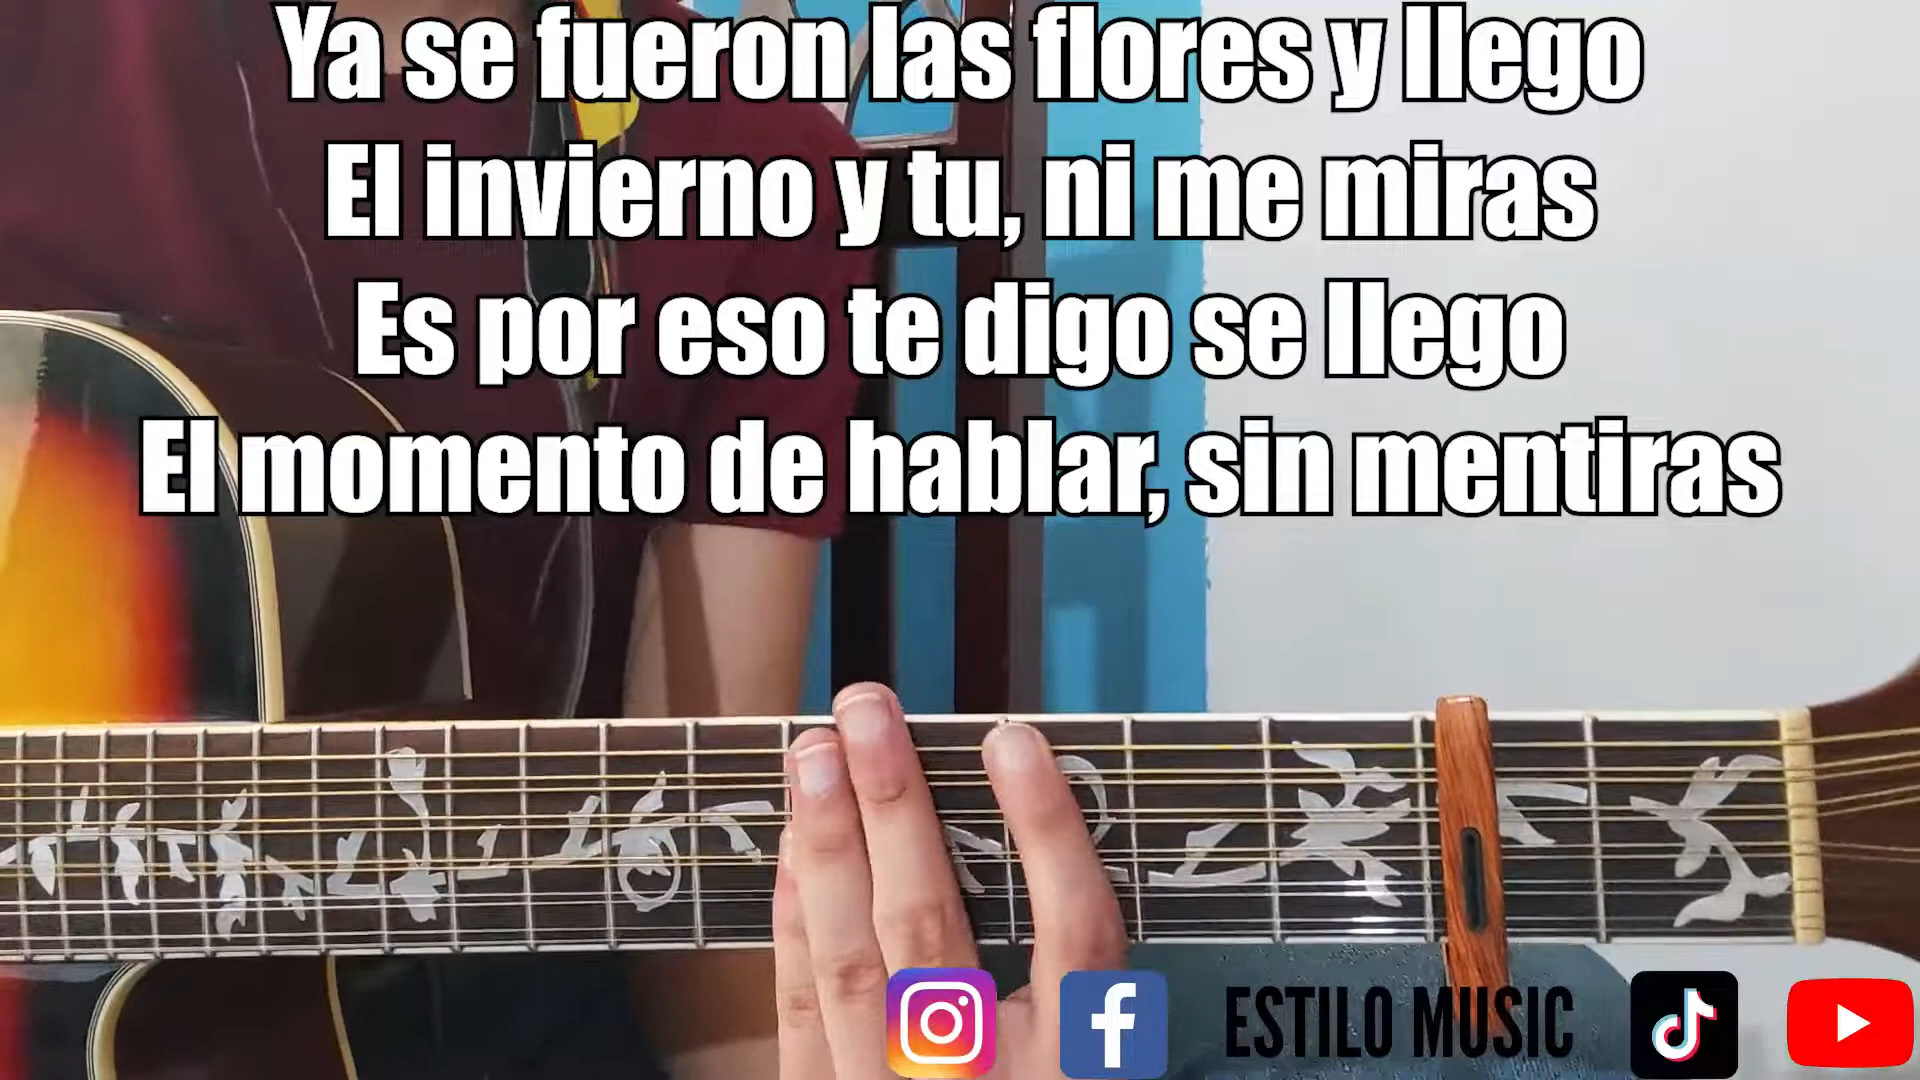 Ya se fueron las flores y llego
El invierno y tu, ni me miras
Es por eso te digo se llego
El momento de hablar, sin mentiras
ESTILO MUSIC